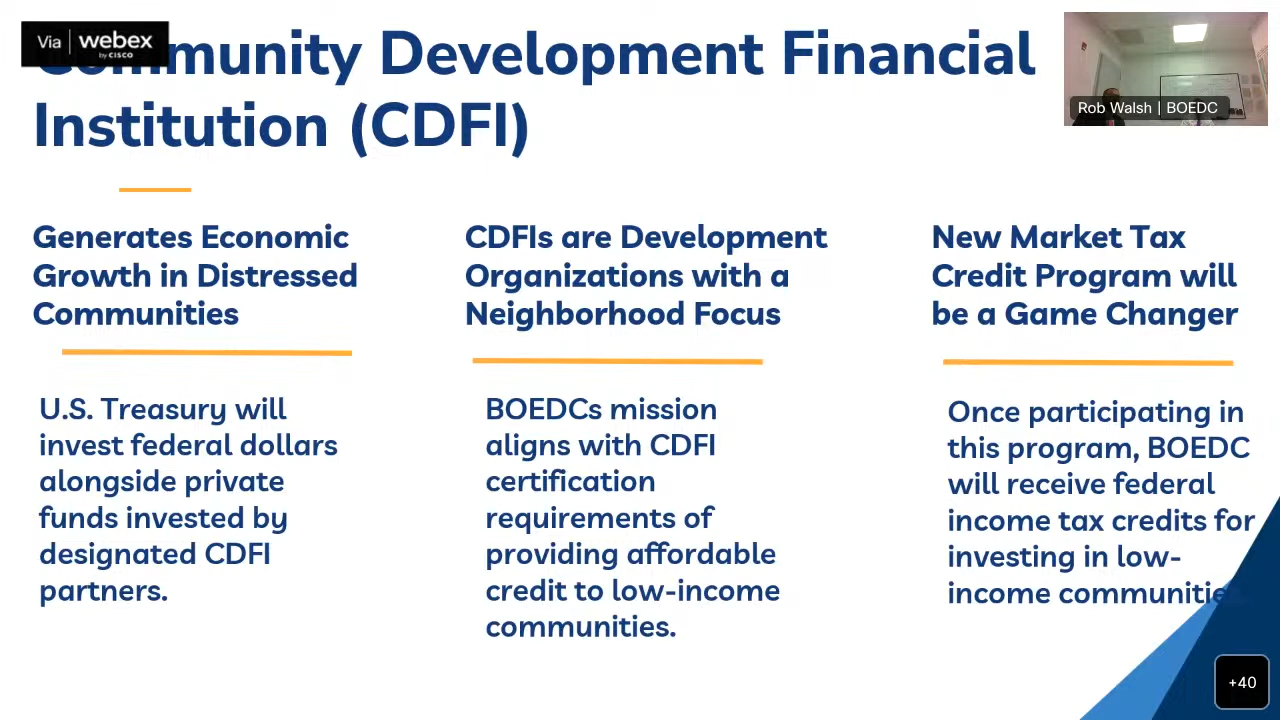 Via | webex
by CISCO
Community Development Financial
Institution (CDFI)
Rob Walsh | BOEDC
Generates Economic
Growth in Distressed
Communities
U.S. Treasury will
invest federal dollars
alongside private
funds invested by
designated CDFI
partners.
CDFIs are Development
Organizations with a
Neighborhood Focus
BOEDCs mission
aligns with CDFI
certification
requirements of
providing affordable
credit to low-income
communities.
New Market Tax
Credit Program will
be a Game Changer
Once participating in
this program, BOEDC
will receive federal
income tax credits for
investing in low-
income communities
+40